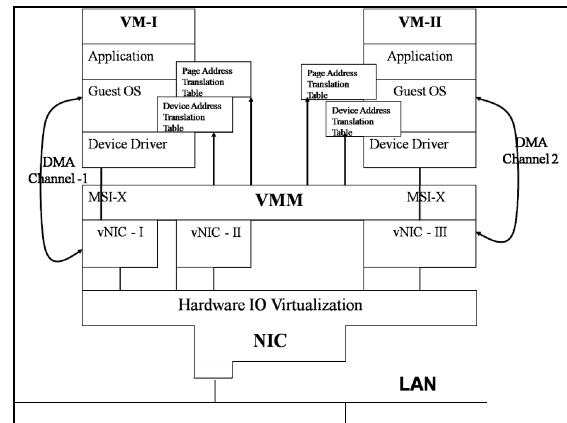 VM-I
VM-II
Application
Application
Page Address
Translation
Table
Page Address
Translation
Table
Guest OS
Guest OS
Device Address
Translation
Table
Device Address
Translation
Table
Device Driver
Device Driver
DMA
Channel -1
DMA
Channel 2
MSI-X
VMM
MSI-X
vNIC - I
vNIC - II
vNIC - III
Hardware IO Virtualization
NIC
LAN